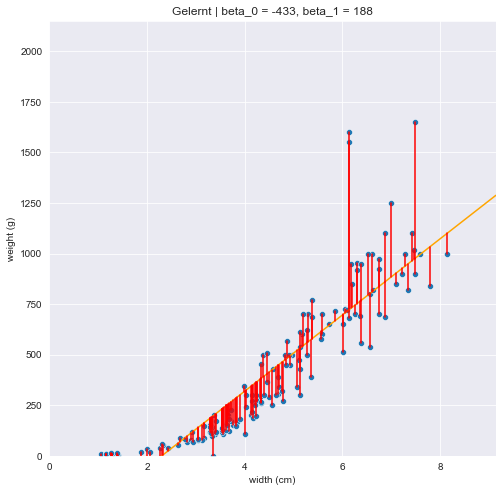 Gelernt | beta_0 = -433, beta_1 = 188
2000
1750
1500
1250
1000
750
500
250
0
weight (g)
0 2 4 6 8
width (cm)